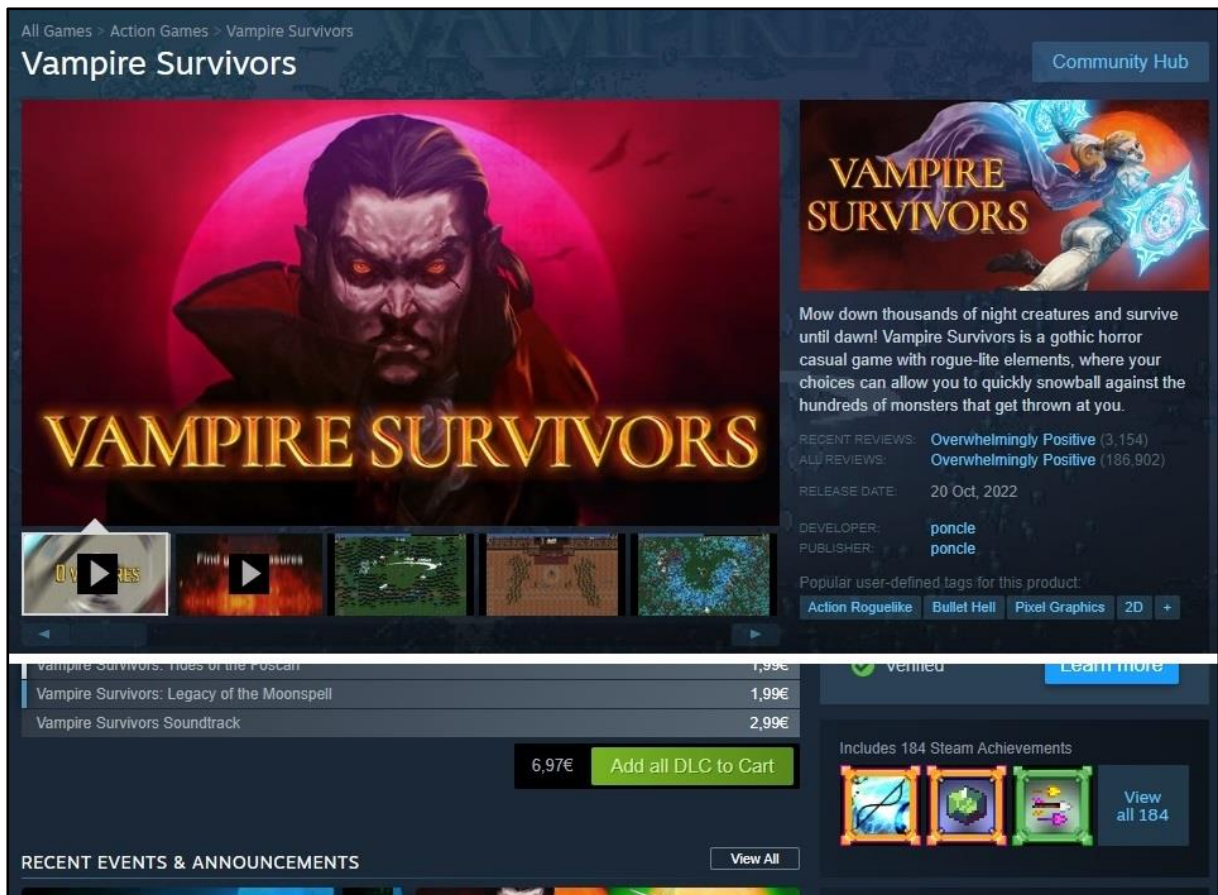 All Games > Action Games > Vampire Survivors
Vampire Survivors
Community Hub
VAMPIRE SURVIVORS
VAMPIRE
SURVIVORS
Mow down thousands of night creatures and survive
until dawn! Vampire Survivors is a gothic horror
casual game with rogue-lite elements, where your
choices can allow you to quickly snowball against the
hundreds of monsters that get thrown at you.
RECENT REVIEWS: Overwhelmingly Positive (3,154)
ALL REVIEWS: Overwhelmingly Positive (186,902)
RELEASE DATE: 20 Oct, 2022
DEVELOPER: poncle
PUBLISHER: poncle
Popular user-defined tags for this product:
Action Roguelike Bullet Hell Pixel Graphics 2D +
Find
Vampire Survivors: Tides of the Foscari 1,99€
Vampire Survivors: Legacy of the Moonspell 1,99€
Vampire Survivors Soundtrack 2,99€
6,97€ Add all DLC to Cart
Verified Learn more
Includes 184 Steam Achievements
View
all 184
RECENT EVENTS & ANNOUNCEMENTS View All